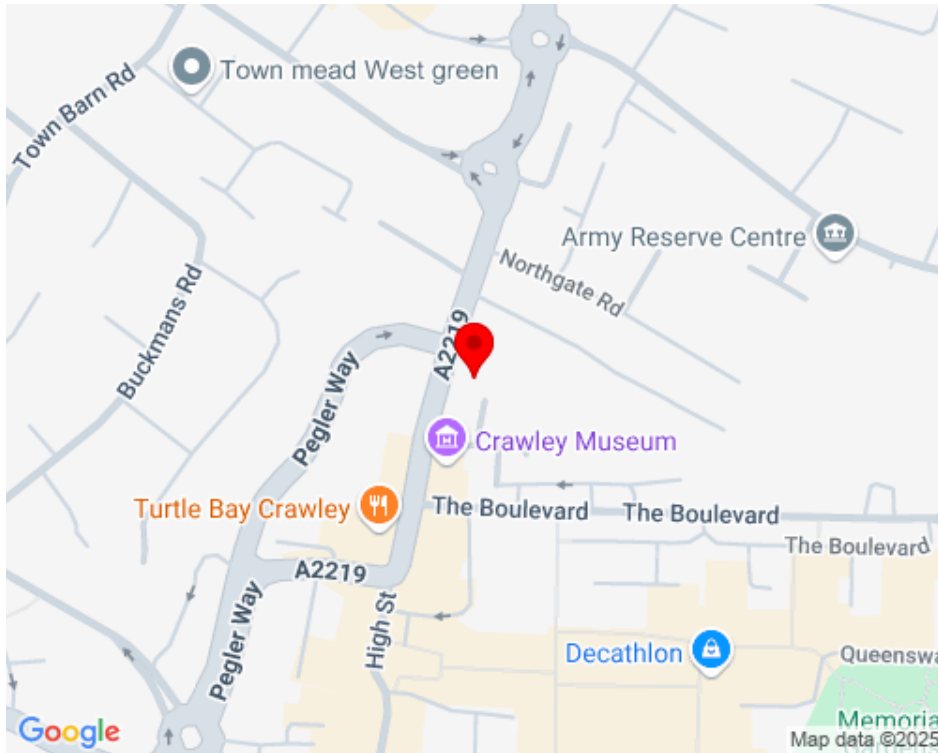 Town mead West green
Town Barn Rd
Army Reserve Centre
Northgate Rd
Buckmans Rd
A2219
Pegler Way
Crawley Museum
Turtle Bay Crawley
The Boulevard
The Boulevard
The Boulevard
A2219
Pegler Way
High St
Decathlon
Queenswa
Memoria
Google
Map data ©2025